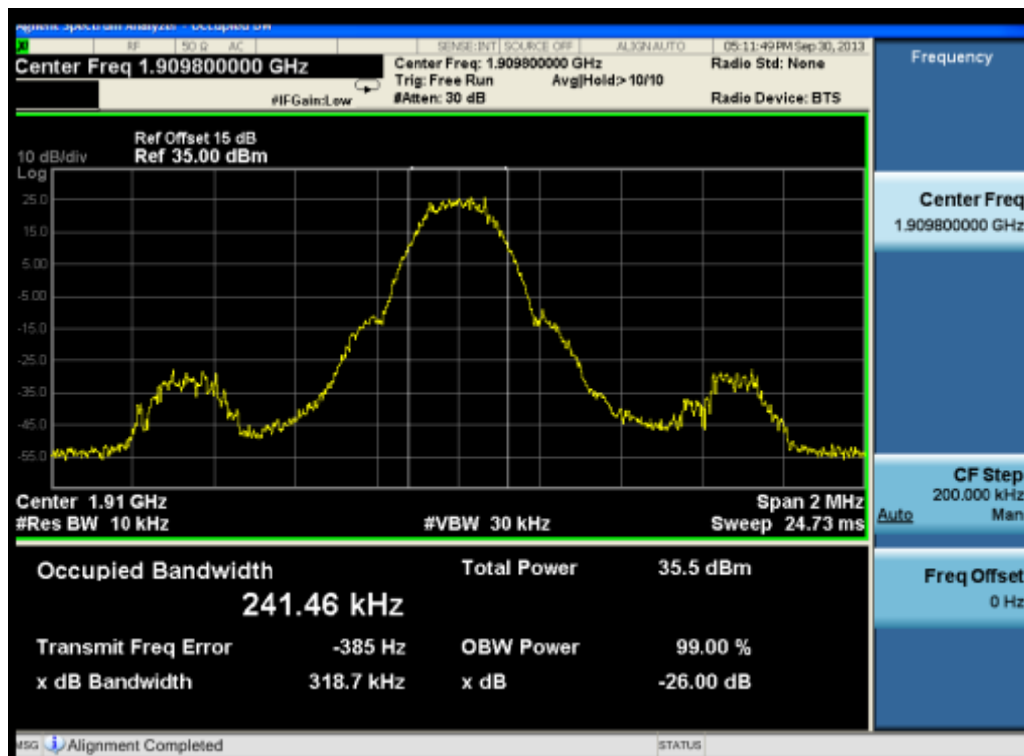 Agilent Spectrum Analyzer - Occupied BW
RF 50 Ω AC SENSE:INT SOURCE OFF ALIGN AUTO 05:11:49 PM Sep 30, 2013
Center Freq 1.909800000 GHz
Center Freq: 1.909800000 GHz
Radio Std: None
Trig: Free Run Avg|Hold:> 10/10
#IFGain:Low
#Atten: 30 dB
Radio Device: BTS
Ref Offset 15 dB
10 dB/div Ref 35.00 dBm
Log
25.0
15.0
5.00
-5.00
-15.0
-25.0
-35.0
-45.0
-55.0
Center 1.91 GHz Span 2 MHz
#Res BW 10 kHz #VBW 30 kHz Sweep 24.73 ms
Occupied Bandwidth Total Power 35.5 dBm
241.46 kHz
Transmit Freq Error -385 Hz OBW Power 99.00 %
x dB Bandwidth 318.7 kHz x dB -26.00 dB
MSG Alignment Completed STATUS
Frequency
Center Freq
1.909800000 GHz
CF Step
200.000 kHz
Auto Man
Freq Offset
0 Hz